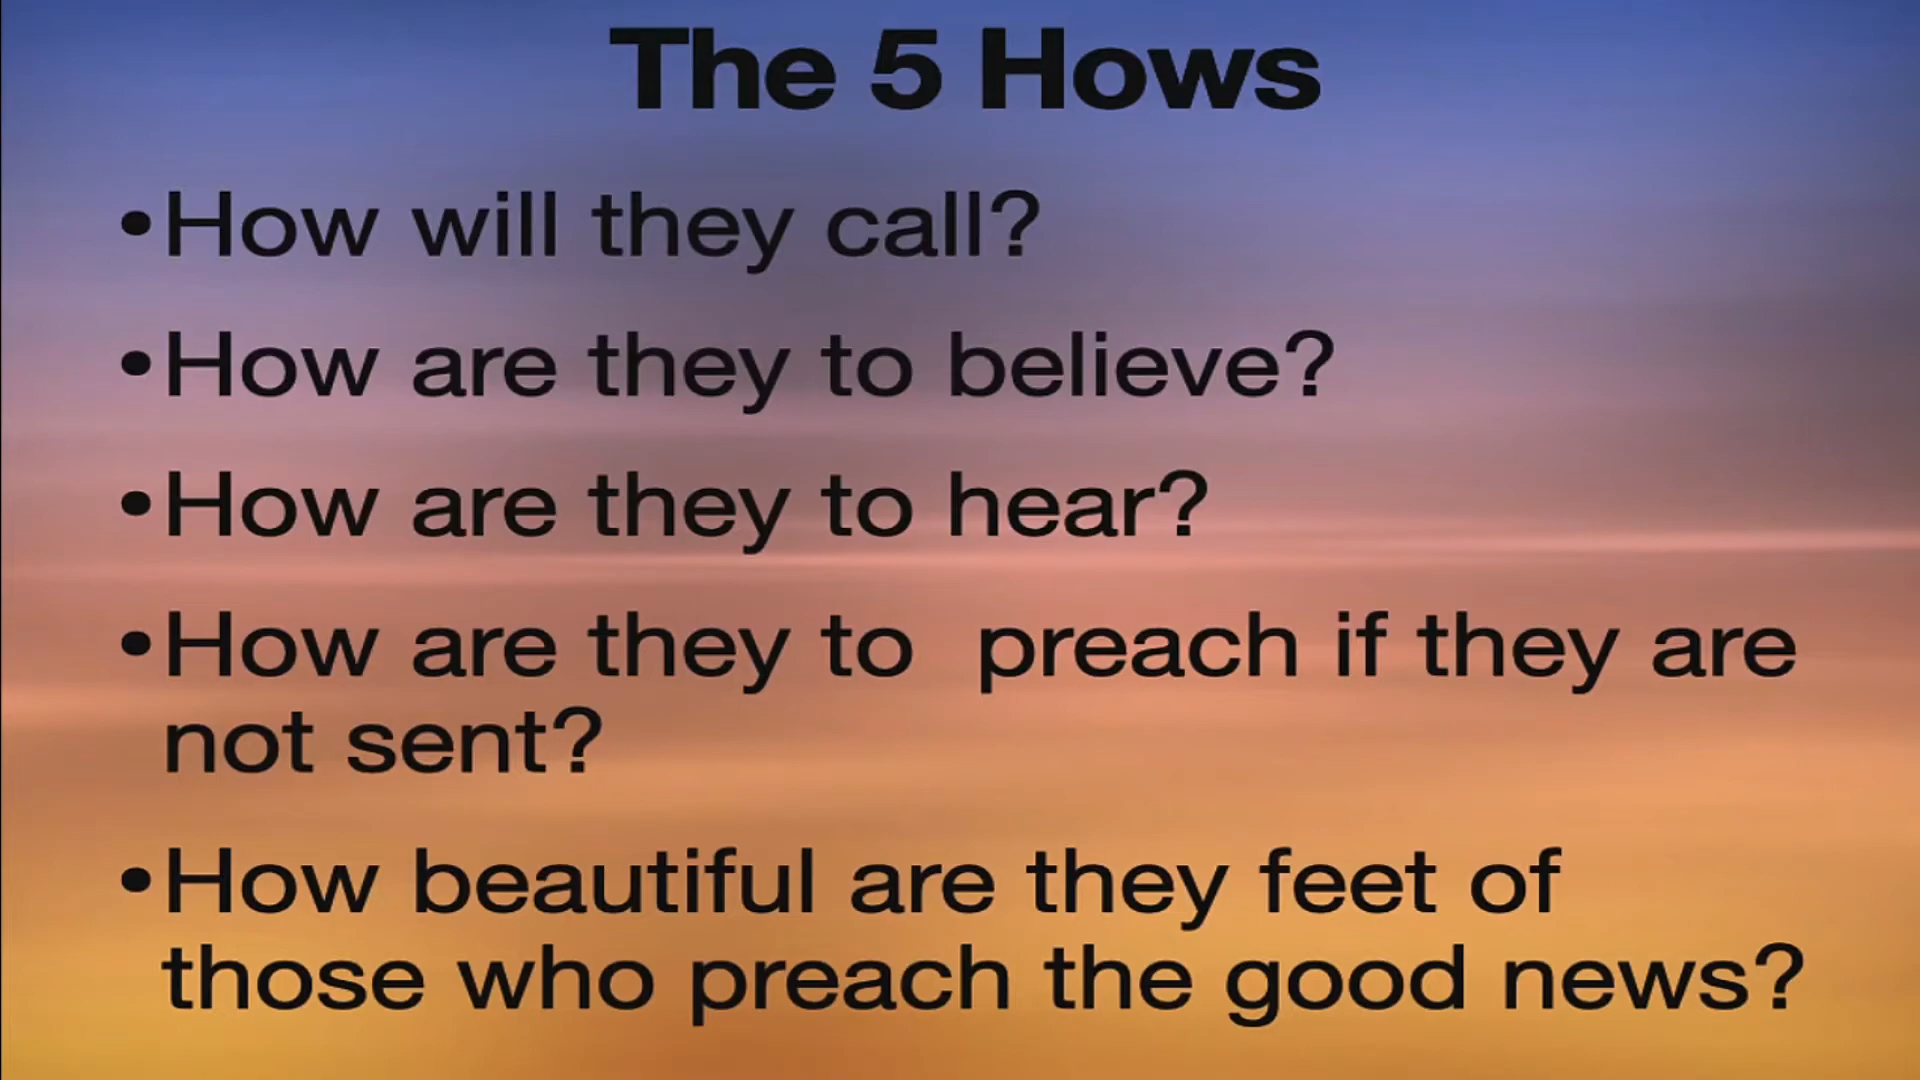 The 5 Hows
•How will they call?
•How are they to believe?
•How are they to hear?
•How are they to  preach if they are
not sent?
•How beautiful are they feet of
those who preach the good news?